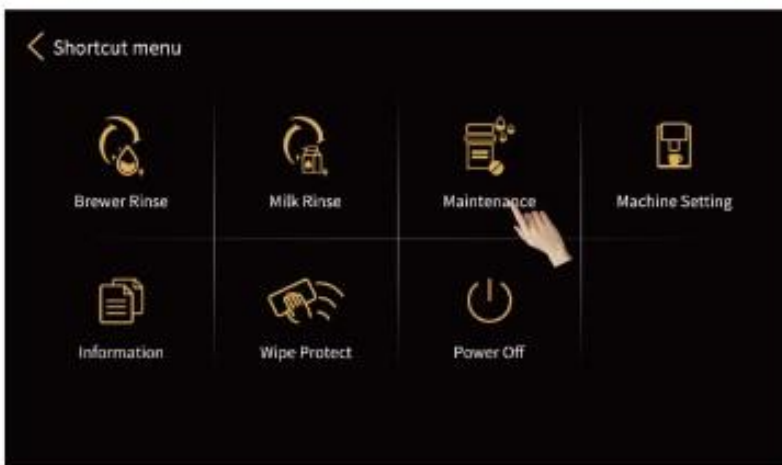 Shortcut menu
Brewer Rinse
Milk Rinse
Maintenance
Machine Setting
Information
Wipe Protect
Power Off